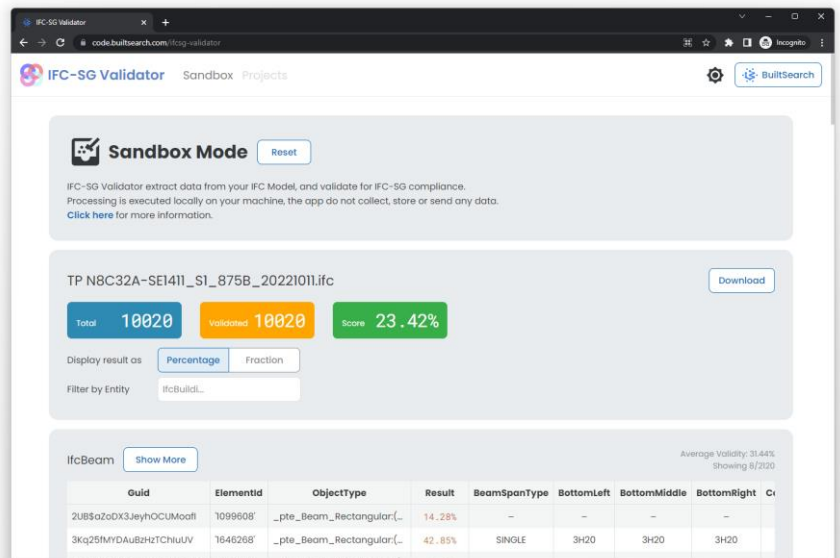 IFC-SG Validator
code.builtsearch.com/ifcsg-validator
Incognito
IFC-SG Validator Sandbox Projects
BuiltSearch
Sandbox Mode Reset
IFC-SG Validator extract data from your IFC Model, and validate for IFC-SG compliance.
Processing is executed locally on your machine, the app do not collect, store or send any data.
Click here for more information.
TP N8C32A-SE1411_S1_875B_20221011.ifc
Download
Total 10020 Validated 10020 Score 23.42%
Display result as Percentage Fraction
Filter by Entity IfcBuildi...
IfcBeam Show More
Average Validity: 31.44%
Showing 8/2120
Guid ElementId ObjectType Result BeamSpanType BottomLeft BottomMiddle BottomRight
2UB$aZoDX3JeyhOCUMoafl '1099608' _pte_Beam_Rectangular:(... 14.28% – – – –
3Kq25fMYDAuBzHzTChIuUV '1646268' _pte_Beam_Rectangular:(... 42.85% SINGLE 3H20 3H20 3H20